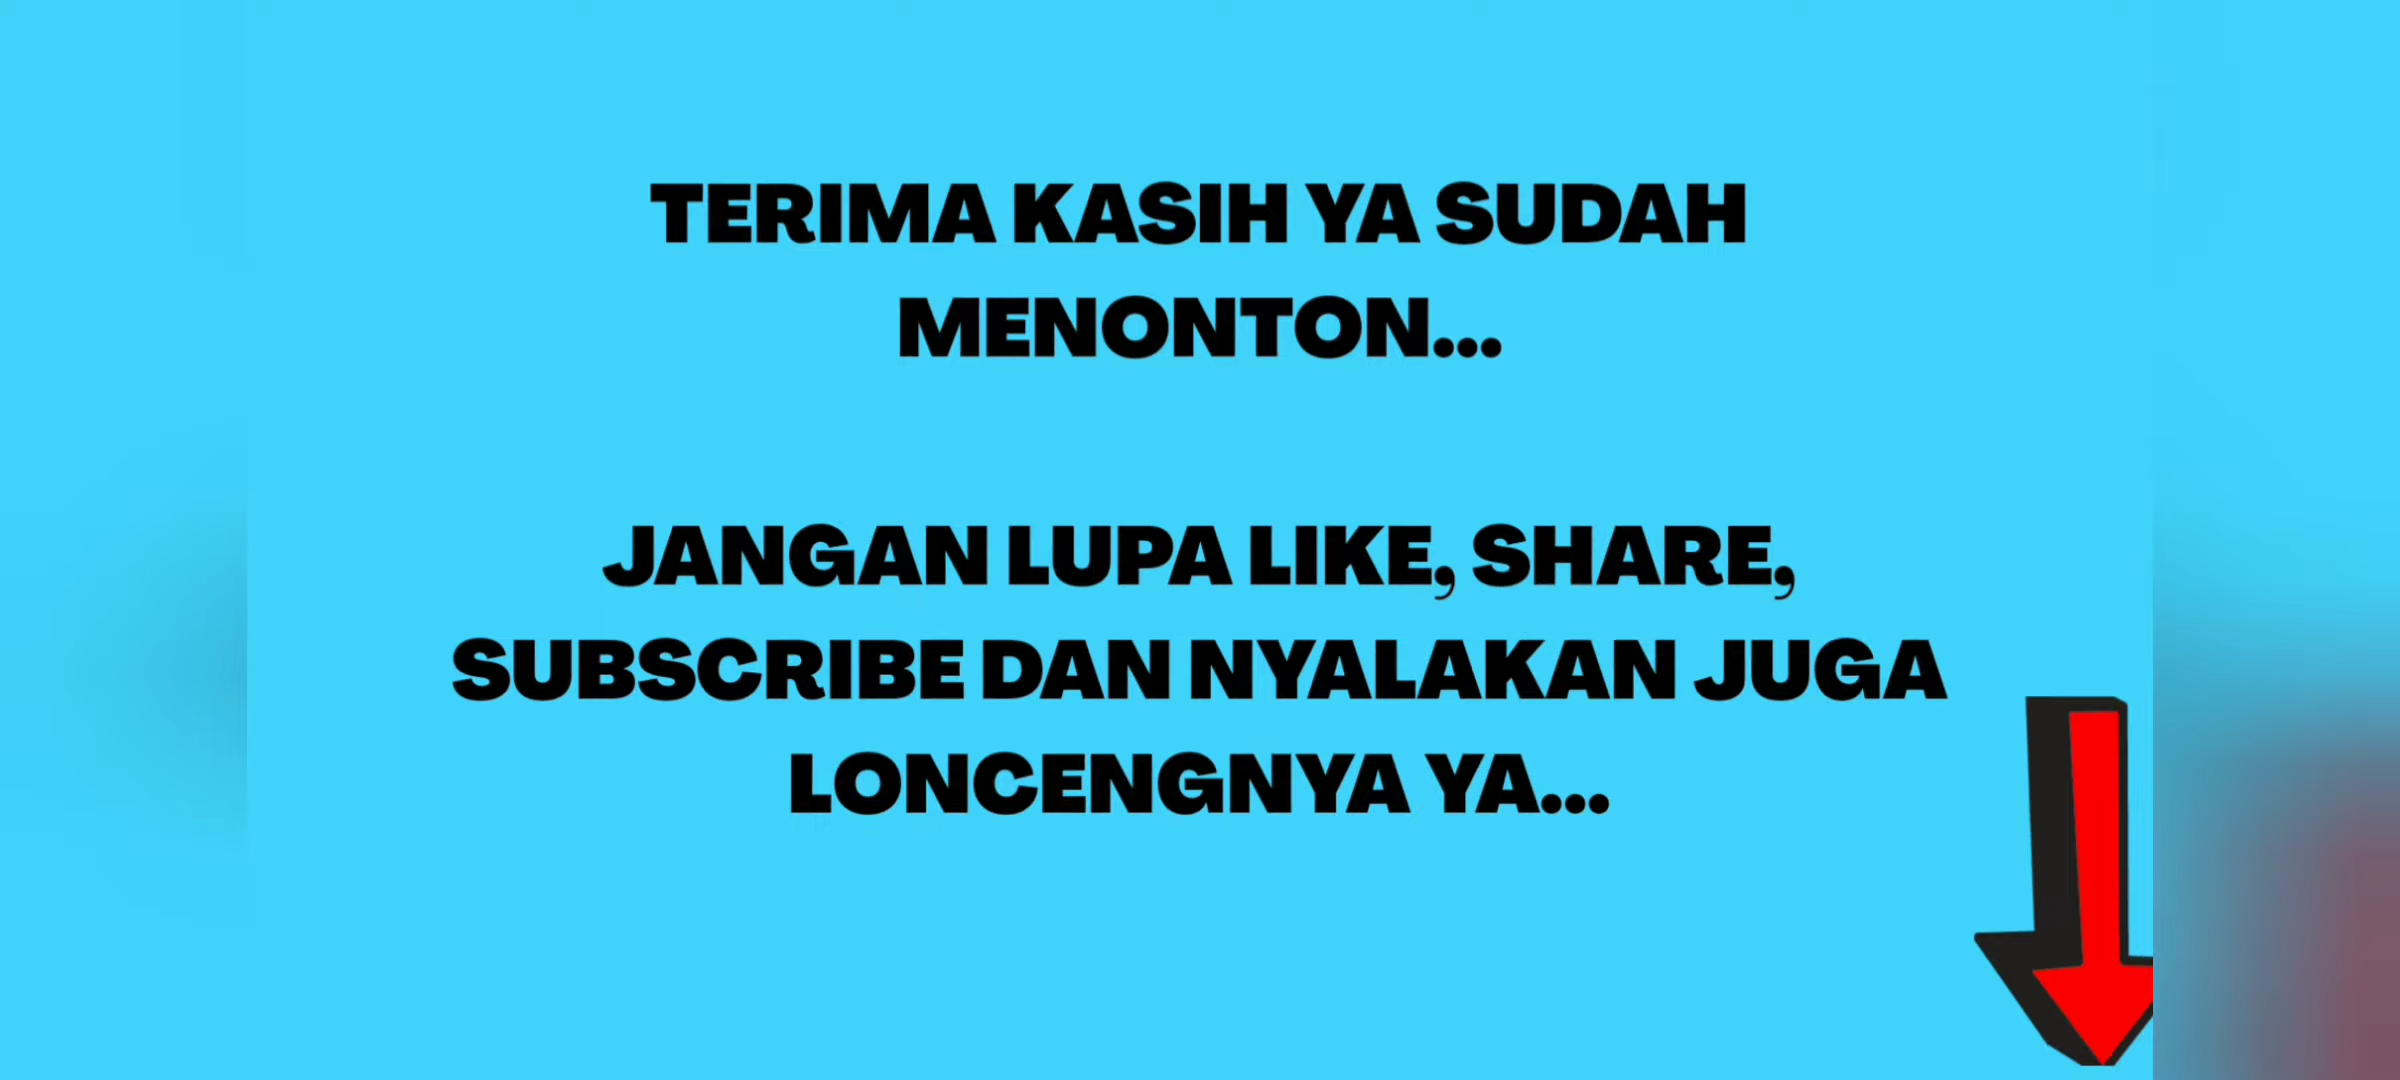 TERIMA KASIH YA SUDAH
MENONTON...
JANGAN LUPA LIKE, SHARE,
SUBSCRIBE DAN NYALAKAN JUGA
LONCENGNYA YA...